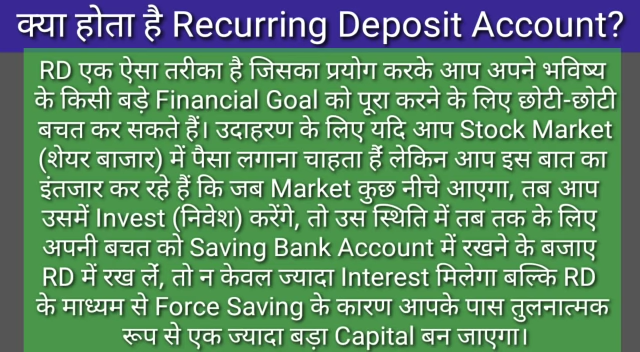 क्या होता है Recurring Deposit Account?
RD एक ऐसा तरीका है जिसका प्रयोग करके आप अपने भविष्य
के किसी बड़े Financial Goal को पूरा करने के लिए छोटी-छोटी
बचत कर सकते हैं। उदाहरण के लिए यदि आप Stock Market
(शेयर बाजार) में पैसा लगाना चाहता हैं लेकिन आप इस बात का
इंतजार कर रहे हैं कि जब Market कुछ नीचे आएगा, तब आप
उसमें Invest (निवेश) करेंगे, तो उस स्थिति में तब तक के लिए
अपनी बचत को Saving Bank Account में रखने के बजाए
RD में रख लें, तो न केवल ज्यादा Interest मिलेगा बल्कि RD
के माध्यम से Force Saving के कारण आपके पास तुलनात्मक
रूप से एक ज्यादा बड़ा Capital बन जाएगा।